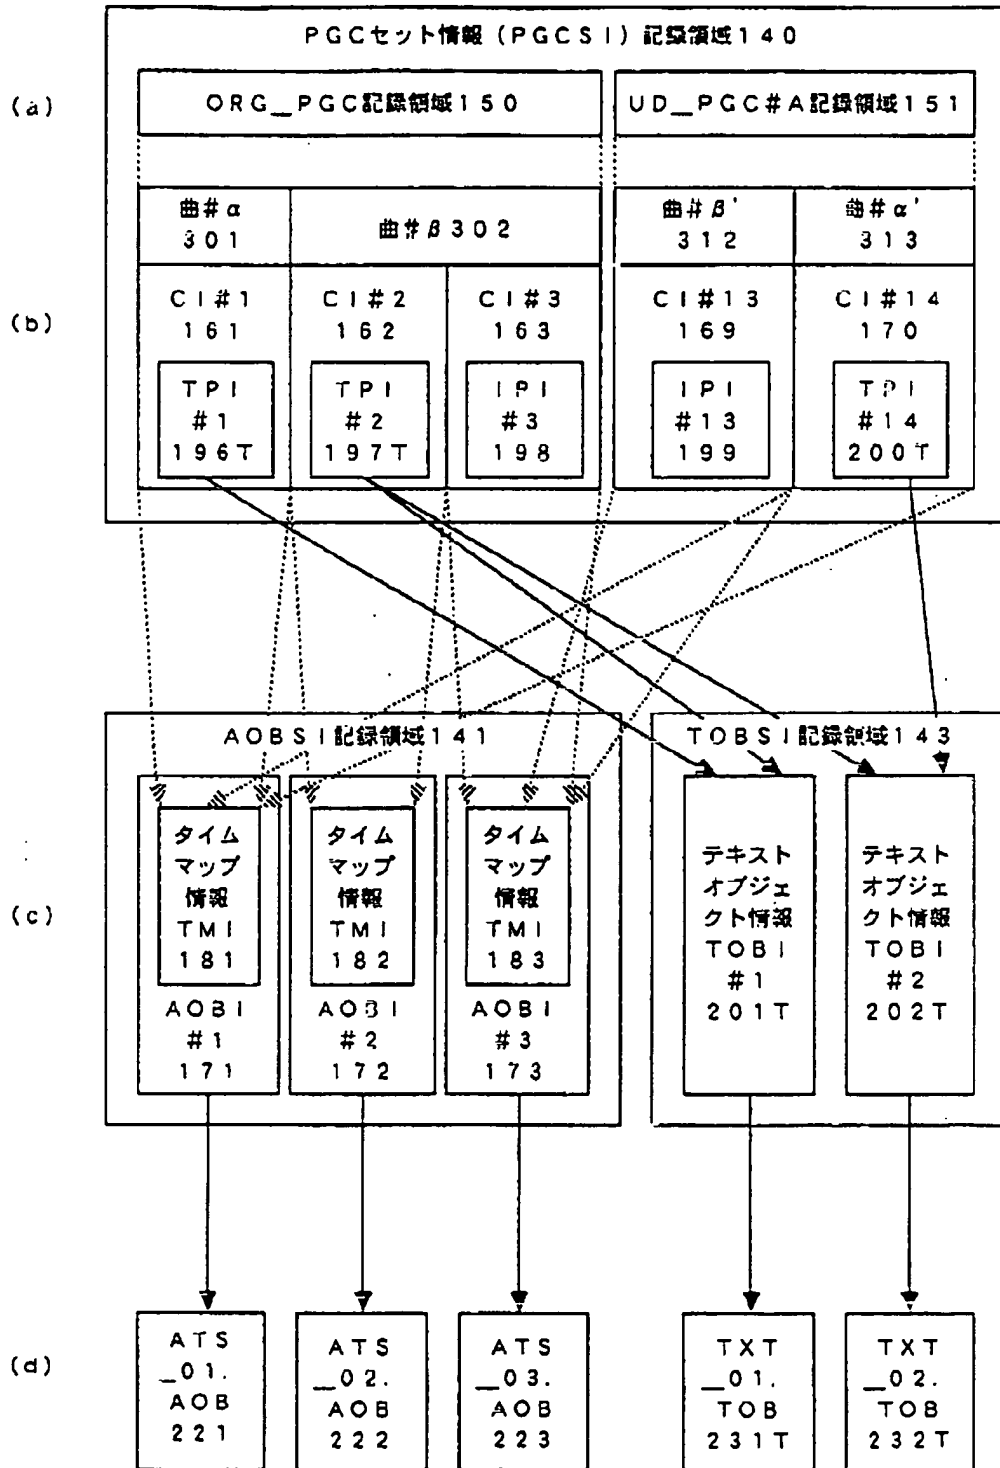 PGCセット情報（PGCSI）記録領域140
(a)
ORG_PGC記録領域150
UD_PGC#A記録領域151
曲#α
301
曲#β302
曲#β'
312
曲#α'
313
(b)
CI#1
161
CI#2
162
CI#3
163
CI#13
169
CI#14
170
TPI
#1
196T
TPI
#2
197T
IPI
#3
198
IPI
#13
199
TPI
#14
200T
AOBSI記録領域141
TOBSI記録領域143
(c)
タイム
マップ
情報
TMI
181
タイム
マップ
情報
TMI
182
タイム
マップ
情報
TMI
183
AOBI
#1
171
AOBI
#2
172
AOBI
#3
173
テキスト
オブジェ
クト情報
TOBI
#1
201T
テキスト
オブジェ
クト情報
TOBI
#2
202T
(d)
ATS
_01.
AOB
221
ATS
_02.
AOB
222
ATS
_03.
AOB
223
TXT
_01.
TOB
231T
TXT
_02.
TOB
232T